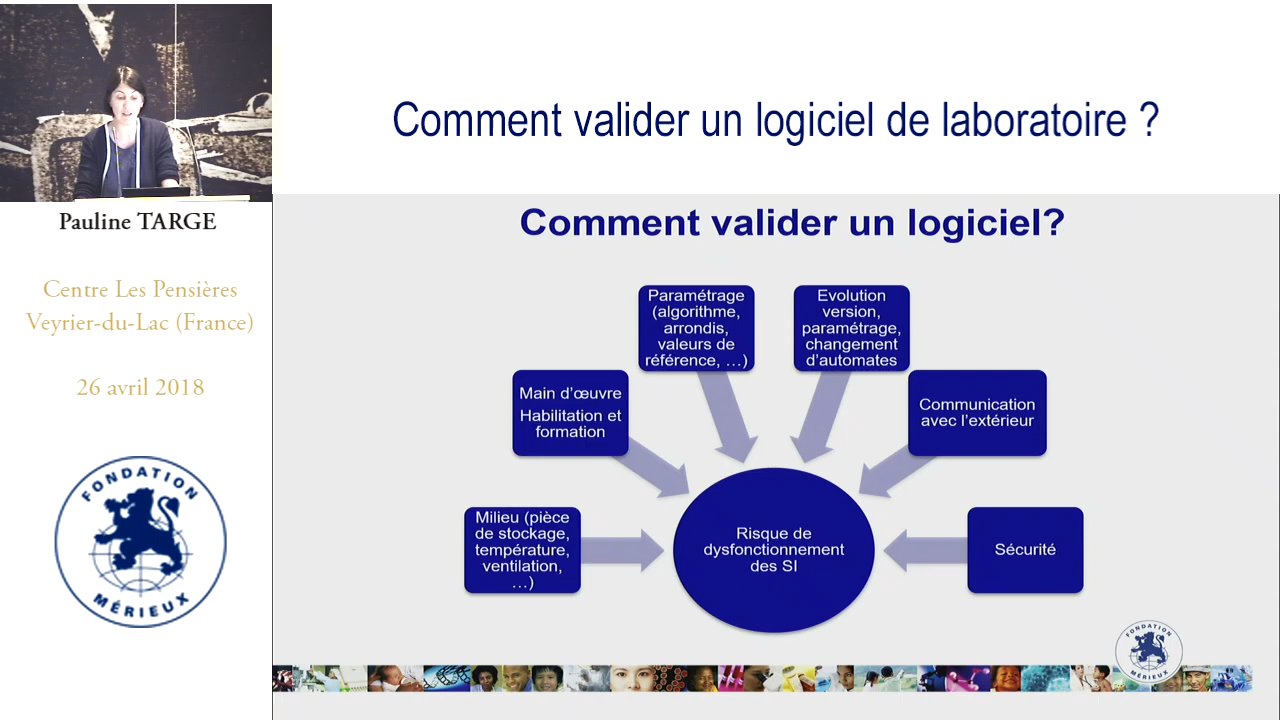 Comment valider un logiciel de laboratoire ?
Pauline TARGE
Centre Les Pensières
Veyrier-du-Lac (France)
26 avril 2018
FONDATION
MÉRIEUX
Comment valider un logiciel?
Paramétrage
(algorithme,
arrondis,
valeurs de
référence, …)
Evolution
version,
paramétrage,
changement
d’automates
Main d’œuvre
Habilitation et
formation
Communication
avec l’extérieur
Milieu (pièce
de stockage,
température,
ventilation,
…)
Risque de
dysfonctionnement
des SI
Sécurité
FONDATION
MÉRIEUX